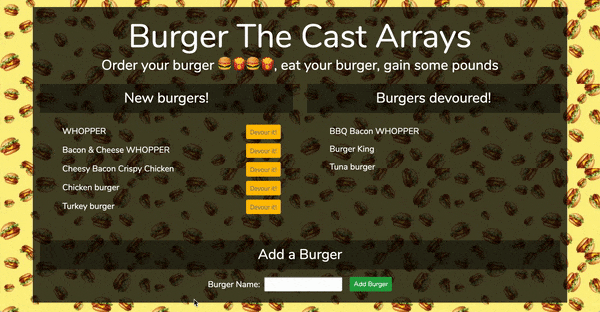 Burger The Cast Arrays
Order your burger 🍔🍟🍔🍟, eat your burger, gain some pounds
New burgers!
WHOPPER Devour it!
Bacon & Cheese WHOPPER Devour it!
Cheesy Bacon Crispy Chicken Devour it!
Chicken burger Devour it!
Turkey burger Devour it!
Burgers devoured!
BBQ Bacon WHOPPER
Burger King
Tuna burger
Add a Burger
Burger Name: Add Burger